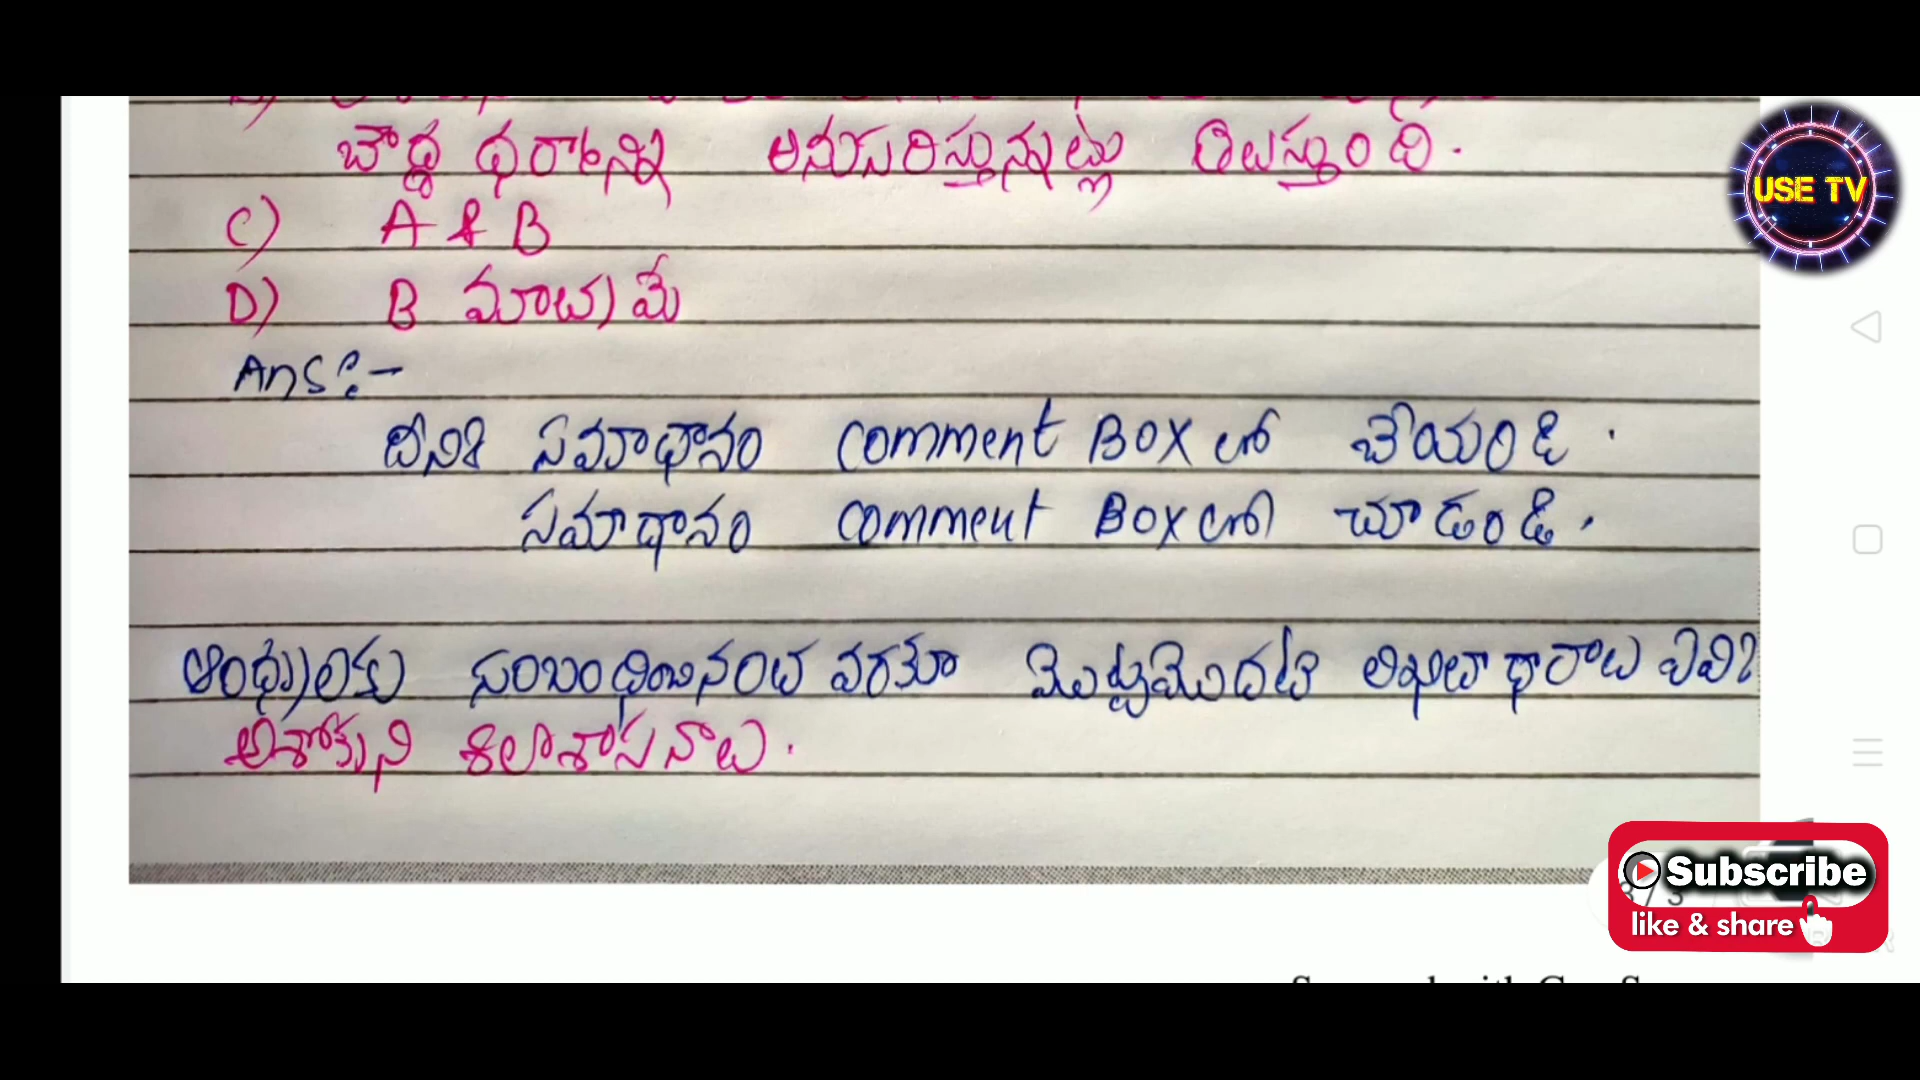 బౌద్ధ ధర్మాన్ని అనుసరిస్తున్నట్లు తెలుస్తుంది.
C) A & B
D) B మాత్రమే
Ans:-
దీనికి సమాధానం comment Box లో చేయండి.
సమాధానం comment Box లో చూడండి.
ఆంధ్రులకు సంబంధించినంత వరకూ మొట్టమొదటి లిఖితాధారాలు ఏవి?
అశోకుని శిలాశాసనాలు.
USE TV
Subscribe
like & share